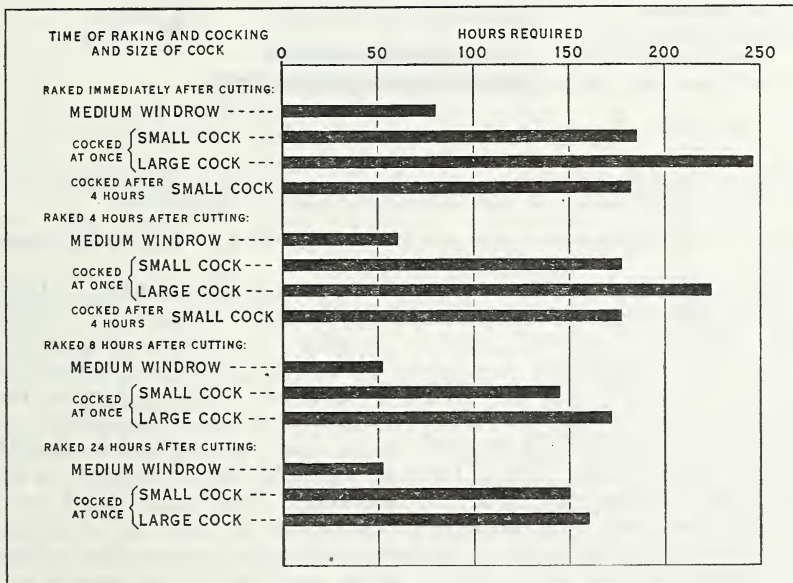 TIME OF RAKING AND COCKING HOURS REQUIRED
AND SIZE OF COCK 0 50 100 150 200 250
RAKED IMMEDIATELY AFTER CUTTING:
MEDIUM WINDROW -----
COCKED AT ONCE { SMALL COCK ---
LARGE COCK ---
COCKED AFTER 4 HOURS SMALL COCK
RAKED 4 HOURS AFTER CUTTING:
MEDIUM WINDROW -----
COCKED AT ONCE { SMALL COCK ---
LARGE COCK ---
COCKED AFTER 4 HOURS SMALL COCK
RAKED 8 HOURS AFTER CUTTING:
MEDIUM WINDROW -----
COCKED AT ONCE { SMALL COCK ---
LARGE COCK ---
RAKED 24 HOURS AFTER CUTTING:
MEDIUM WINDROW -----
COCKED AT ONCE { SMALL COCK ---
LARGE COCK ---